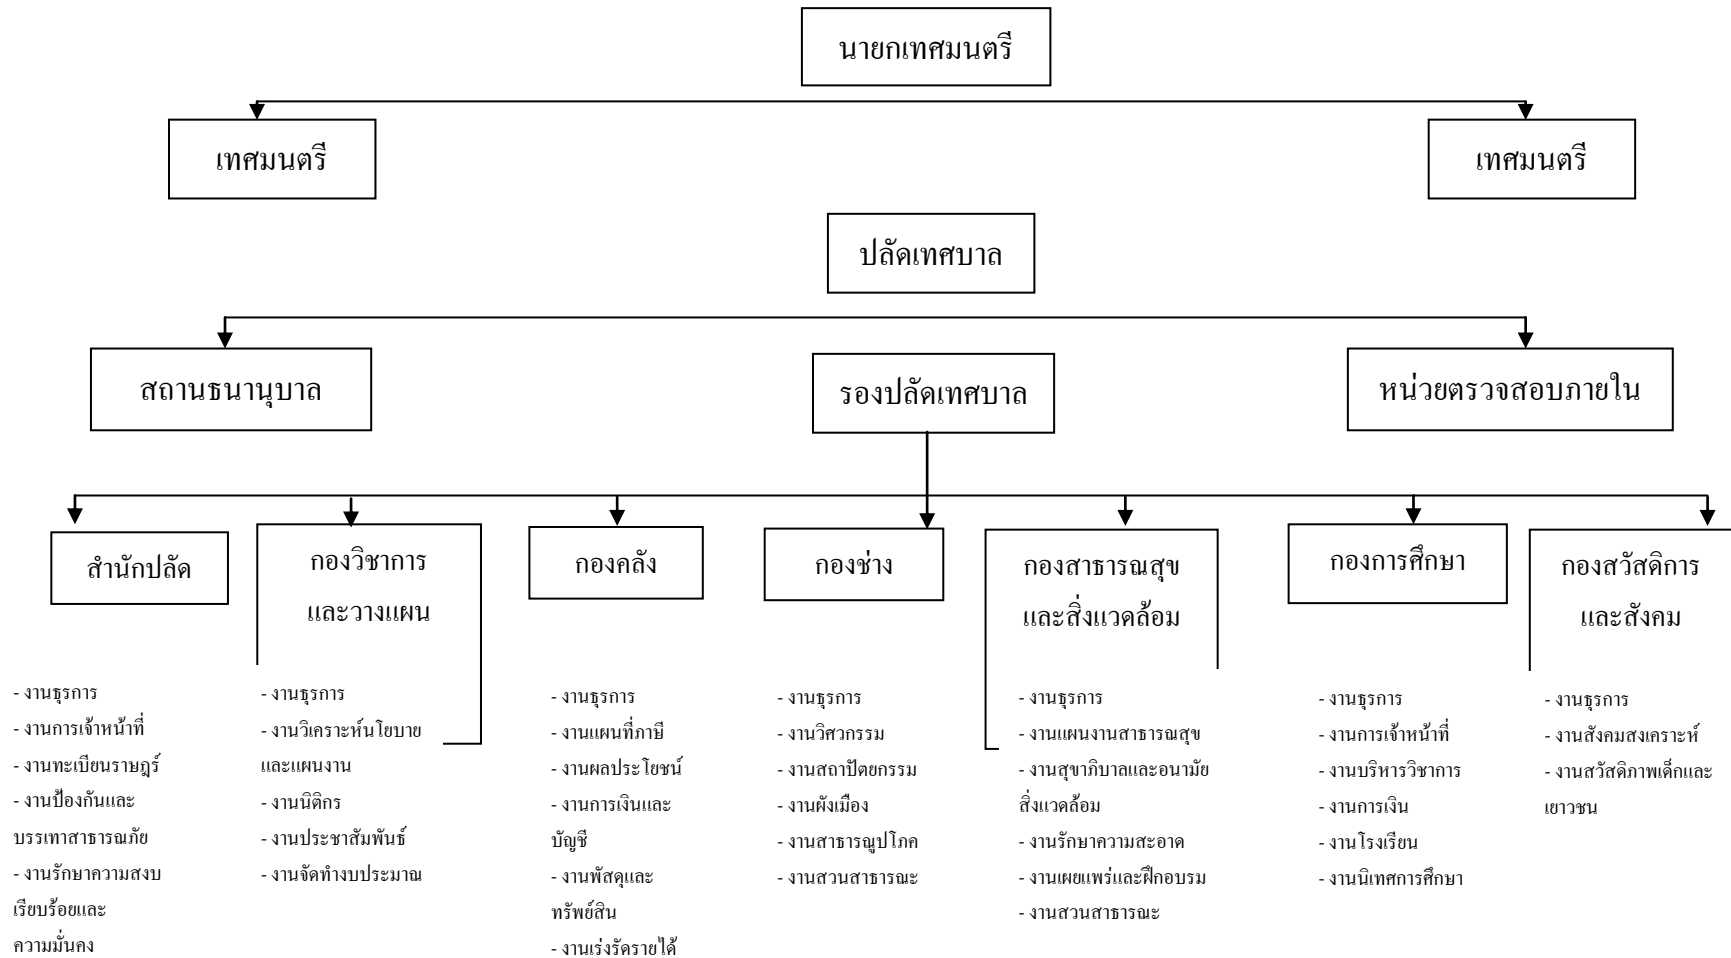 นายกเทศมนตรี
เทศมนตรี
เทศมนตรี
ปลัดเทศบาล
สถานธนานุบาล
รองปลัดเทศบาล
หน่วยตรวจสอบภายใน
สำนักปลัด
กองวิชาการ
และวางแผน
กองคลัง
กองช่าง
กองสาธารณสุข
และสิ่งแวดล้อม
กองการศึกษา
กองสวัสดิการ
และสังคม
- งานธุรการ
- งานการเจ้าหน้าที่
- งานทะเบียนราษฎร์
- งานป้องกันและ
บรรเทาสาธารณภัย
- งานรักษาความสงบ
เรียบร้อยและ
ความมั่นคง
- งานธุรการ
- งานวิเคราะห์นโยบาย
และแผนงาน
- งานนิติกร
- งานประชาสัมพันธ์
- งานจัดทำงบประมาณ
- งานธุรการ
- งานแผนที่ภาษี
- งานผลประโยชน์
- งานการเงินและ
บัญชี
- งานพัสดุและ
ทรัพย์สิน
- งานเร่งรัดรายได้
- งานธุรการ
- งานวิศวกรรม
- งานสถาปัตยกรรม
- งานผังเมือง
- งานสาธารณูปโภค
- งานสวนสาธารณะ
- งานธุรการ
- งานแผนงานสาธารณสุข
- งานสุขาภิบาลและอนามัย
สิ่งแวดล้อม
- งานรักษาความสะอาด
- งานเผยแพร่และฝึกอบรม
- งานสวนสาธารณะ
- งานธุรการ
- งานการเจ้าหน้าที่
- งานบริหารวิชาการ
- งานการเงิน
- งานโรงเรียน
- งานนิเทศการศึกษา
- งานธุรการ
- งานสังคมสงเคราะห์
- งานสวัสดิภาพเด็กและ
เยาวชน